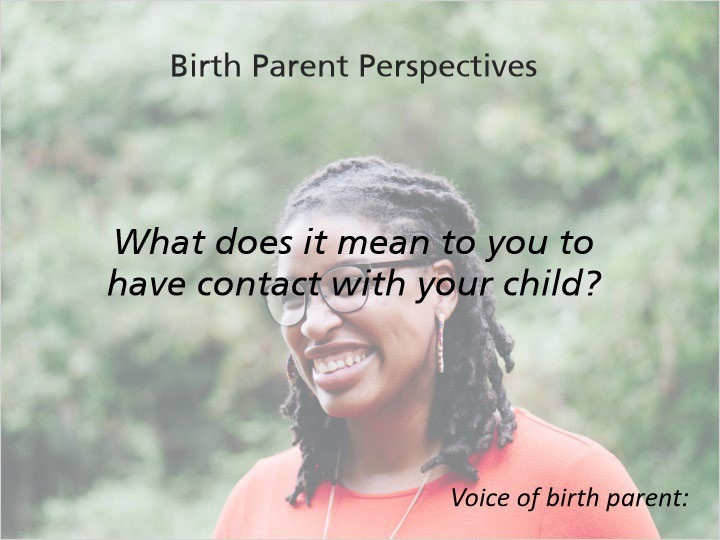 Birth Parent Perspectives
What does it mean to you to
have contact with your child?
Voice of birth parent: